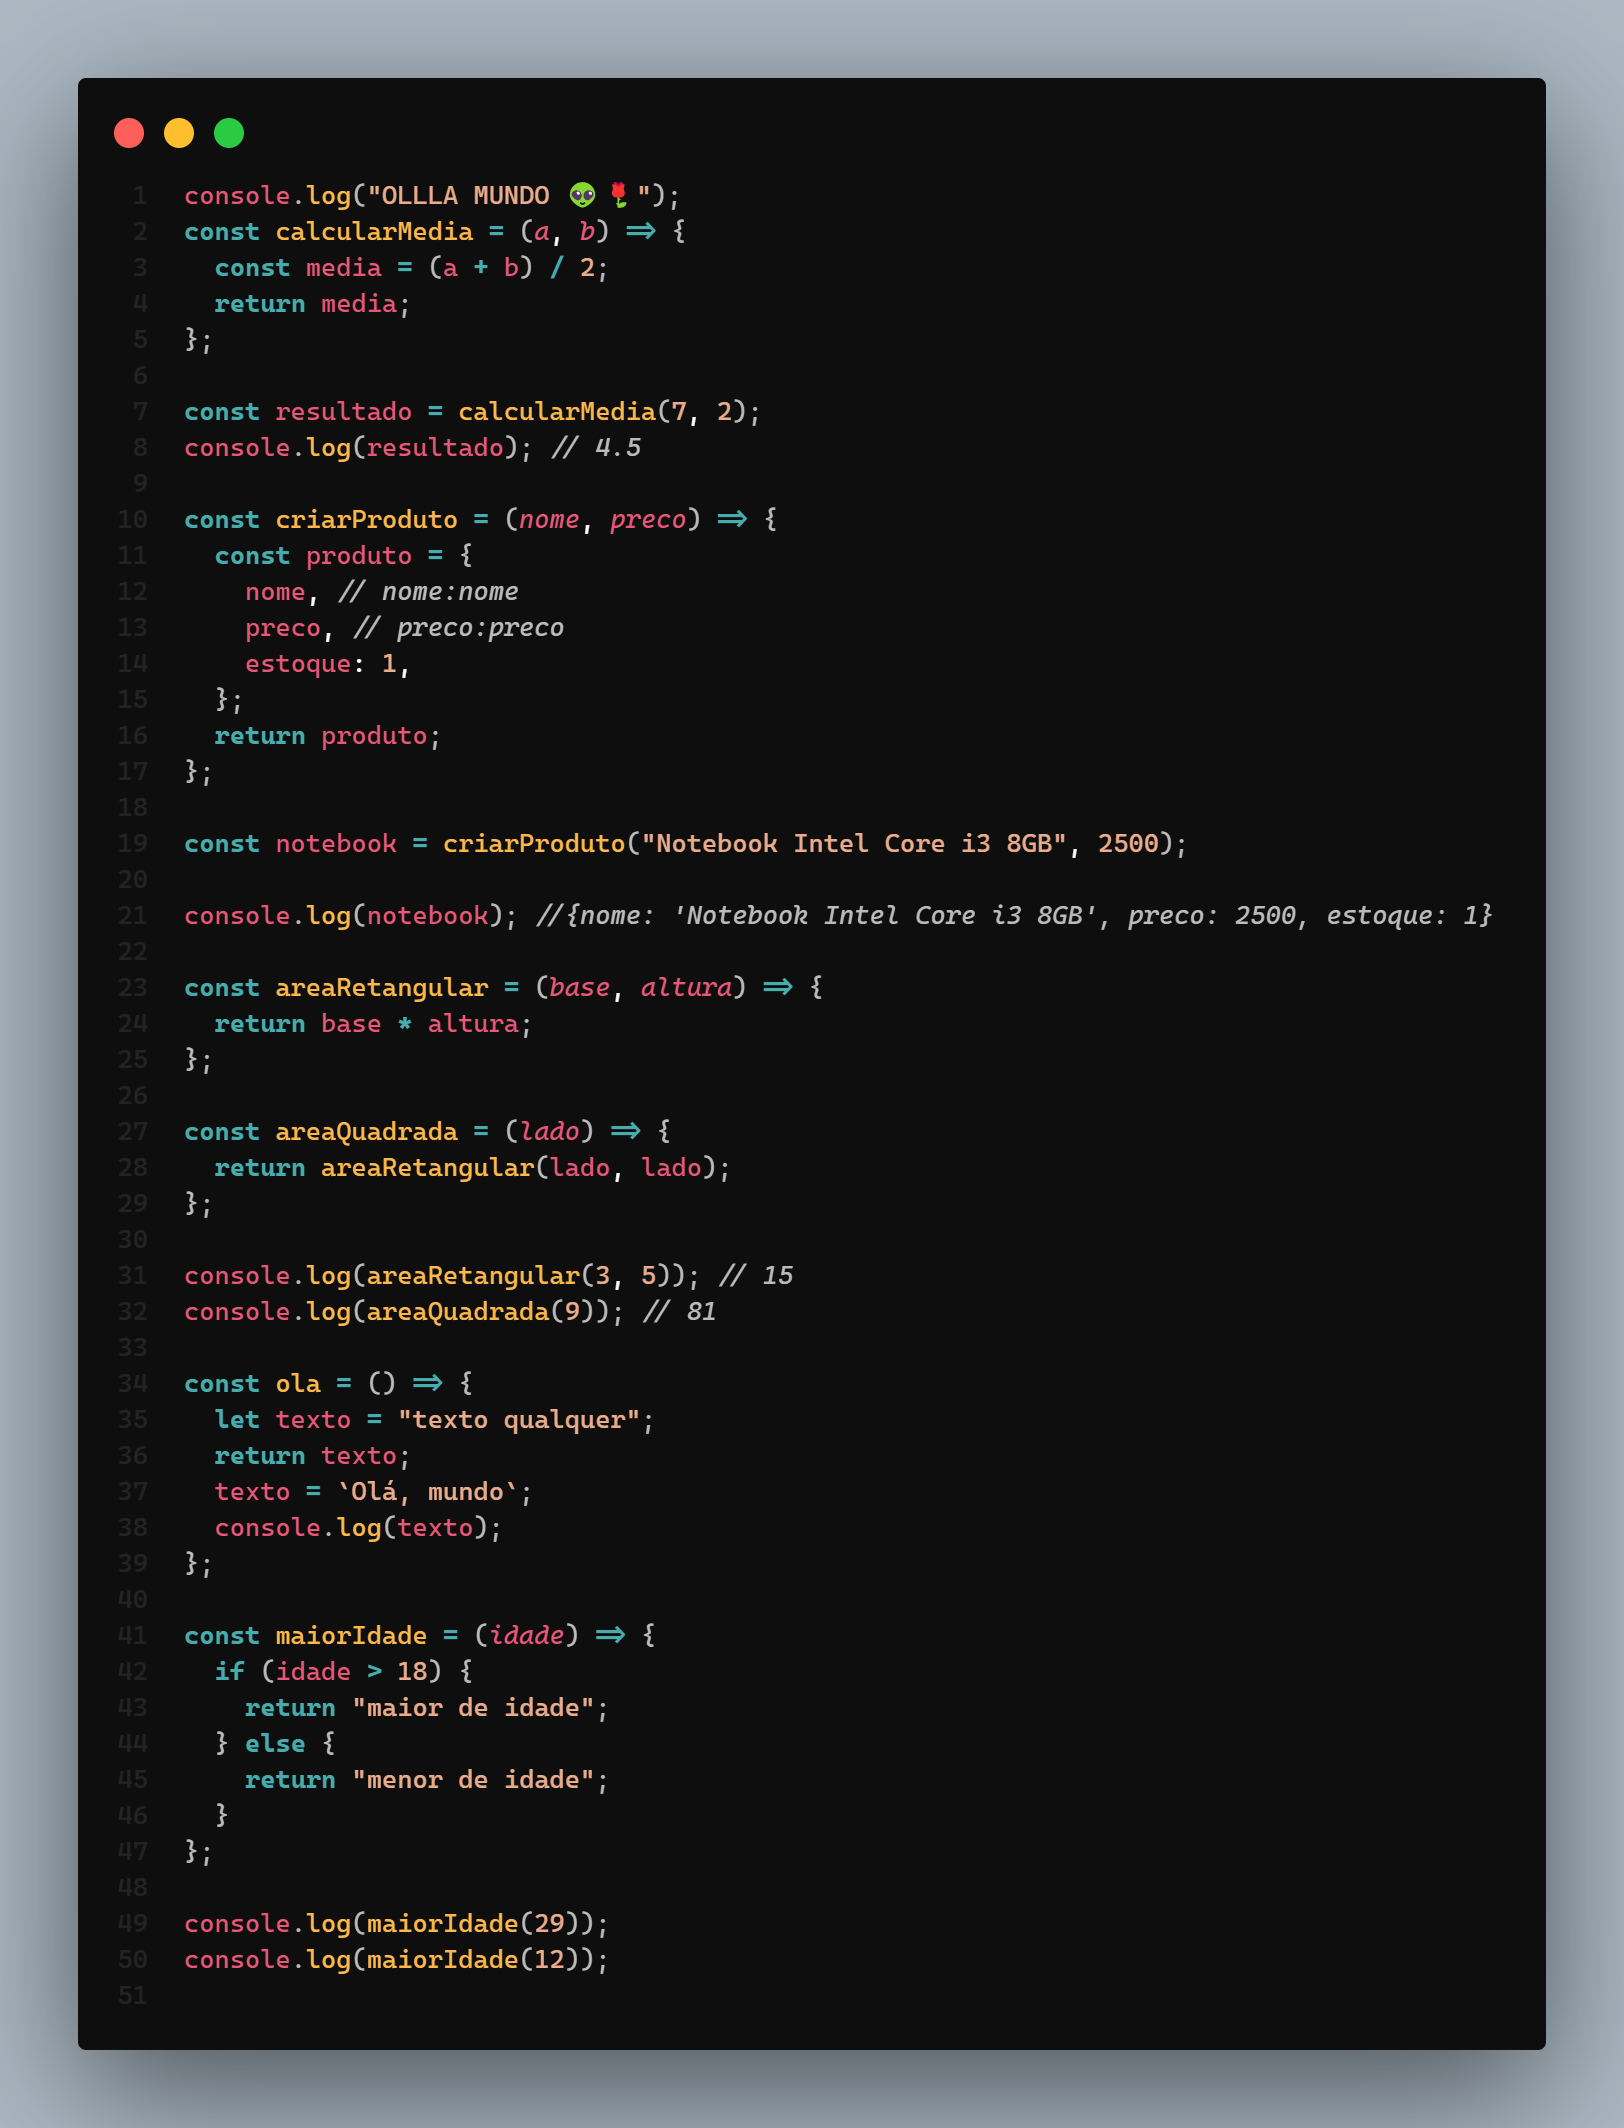 1 console.log("OLLLA MUNDO 👽🌷");
2 const calcularMedia = (a, b) => {
3   const media = (a + b) / 2;
4   return media;
5 };
6
7 const resultado = calcularMedia(7, 2);
8 console.log(resultado); // 4.5
9
10 const criarProduto = (nome, preco) => {
11   const produto = {
12     nome, // nome:nome
13     preco, // preco:preco
14     estoque: 1,
15   };
16   return produto;
17 };
18
19 const notebook = criarProduto("Notebook Intel Core i3 8GB", 2500);
20
21 console.log(notebook); //{nome: 'Notebook Intel Core i3 8GB', preco: 2500, estoque: 1}
22
23 const areaRetangular = (base, altura) => {
24   return base * altura;
25 };
26
27 const areaQuadrada = (lado) => {
28   return areaRetangular(lado, lado);
29 };
30
31 console.log(areaRetangular(3, 5)); // 15
32 console.log(areaQuadrada(9)); // 81
33
34 const ola = () => {
35   let texto = "texto qualquer";
36   return texto;
37   texto = `Olá, mundo`;
38   console.log(texto);
39 };
40
41 const maiorIdade = (idade) => {
42   if (idade > 18) {
43     return "maior de idade";
44   } else {
45     return "menor de idade";
46   }
47 };
48
49 console.log(maiorIdade(29));
50 console.log(maiorIdade(12));
51